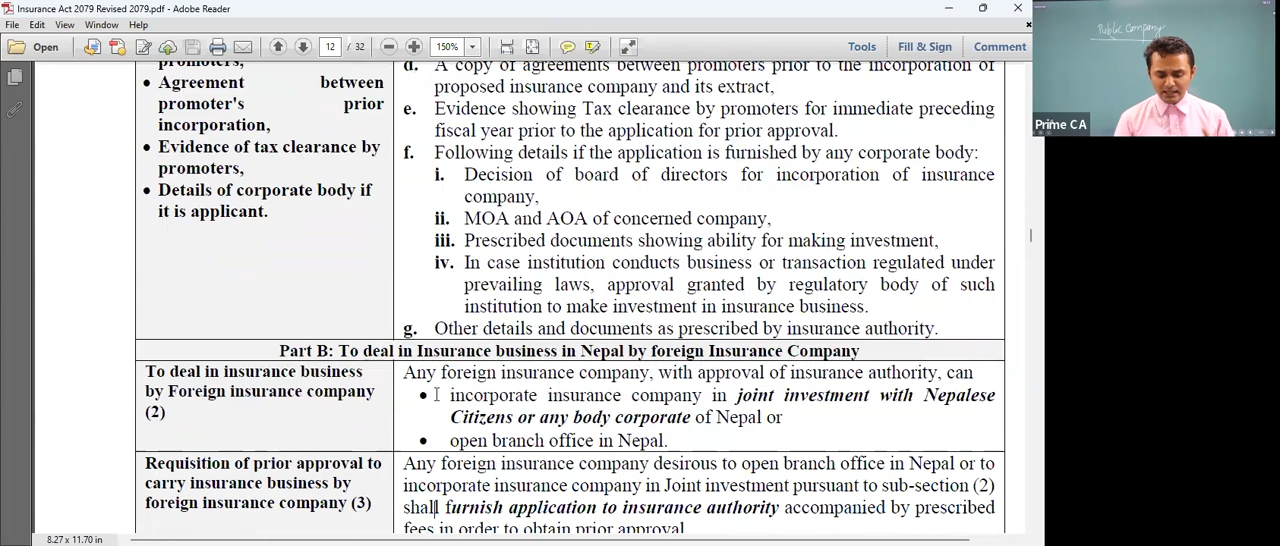 Insurance Act 2079 Revised 2079.pdf - Adobe Reader
File Edit View Window Help
Open
12 / 32
150%
Tools Fill & Sign Comment
promoters,
• Agreement between
promoter's prior
incorporation,
• Evidence of tax clearance by
promoters,
• Details of corporate body if
it is applicant.
d. A copy of agreements between promoters prior to the incorporation of
proposed insurance company and its extract,
e. Evidence showing Tax clearance by promoters for immediate preceding
fiscal year prior to the application for prior approval.
f. Following details if the application is furnished by any corporate body:
i. Decision of board of directors for incorporation of insurance
company,
ii. MOA and AOA of concerned company,
iii. Prescribed documents showing ability for making investment,
iv. In case institution conducts business or transaction regulated under
prevailing laws, approval granted by regulatory body of such
institution to make investment in insurance business.
g. Other details and documents as prescribed by insurance authority.
Part B: To deal in Insurance business in Nepal by foreign Insurance Company
To deal in insurance business
by Foreign insurance company
(2)
Any foreign insurance company, with approval of insurance authority, can
• incorporate insurance company in joint investment with Nepalese
Citizens or any body corporate of Nepal or
• open branch office in Nepal.
Requisition of prior approval to
carry insurance business by
foreign insurance company (3)
Any foreign insurance company desirous to open branch office in Nepal or to
incorporate insurance company in Joint investment pursuant to sub-section (2)
shall furnish application to insurance authority accompanied by prescribed
fees in order to obtain prior approval.
8.27 x 11.70 in
Public Company
Prime CA